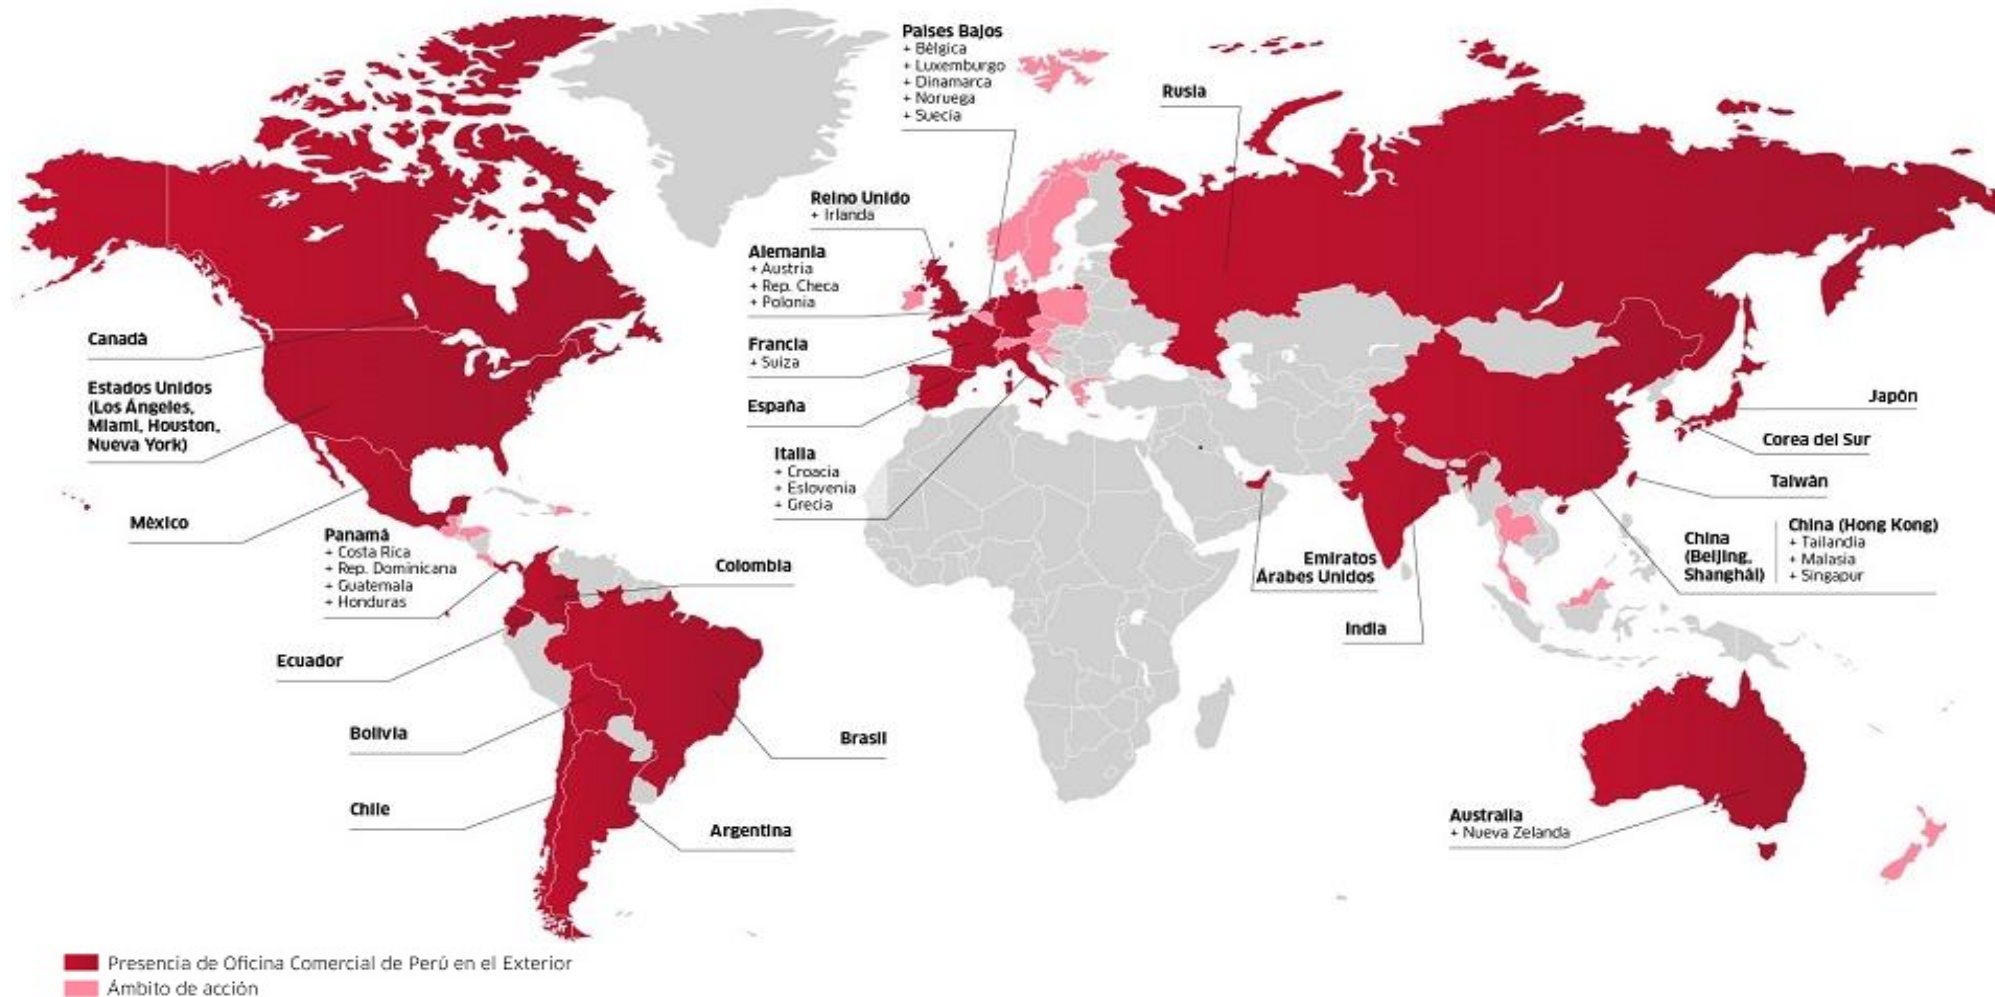 Países Bajos
+ Bélgica
+ Luxemburgo
+ Dinamarca
+ Noruega
+ Suecia
Rusia
Reino Unido
+ Irlanda
Alemania
+ Austria
+ Rep. Checa
+ Polonia
Francia
+ Suiza
España
Italia
+ Croacia
+ Eslovenia
+ Grecia
Canadá
Estados Unidos
(Los Ángeles,
Miami, Houston,
Nueva York)
México
Panamá
+ Costa Rica
+ Rep. Dominicana
+ Guatemala
+ Honduras
Colombia
Ecuador
Bolivia
Brasil
Chile
Argentina
Japón
Corea del Sur
Taiwán
China
(Beijing,
Shanghái)
China (Hong Kong)
+ Tailandia
+ Malasia
+ Singapur
Emiratos
Árabes Unidos
India
Australia
+ Nueva Zelanda
Presencia de Oficina Comercial de Perú en el Exterior
Ámbito de acción